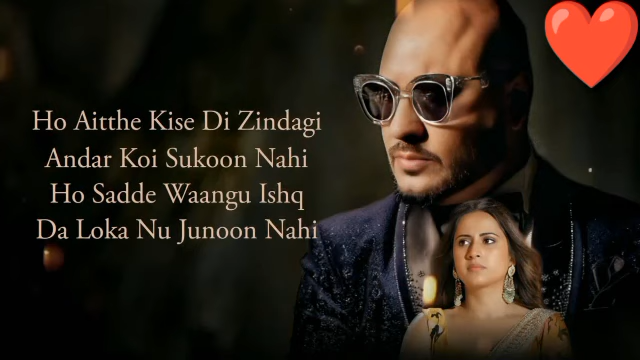 Ho Aitthe Kise Di Zindagi
Andar Koi Sukoon Nahi
Ho Sadde Waangu Ishq
Da Loka Nu Junoon Nahi